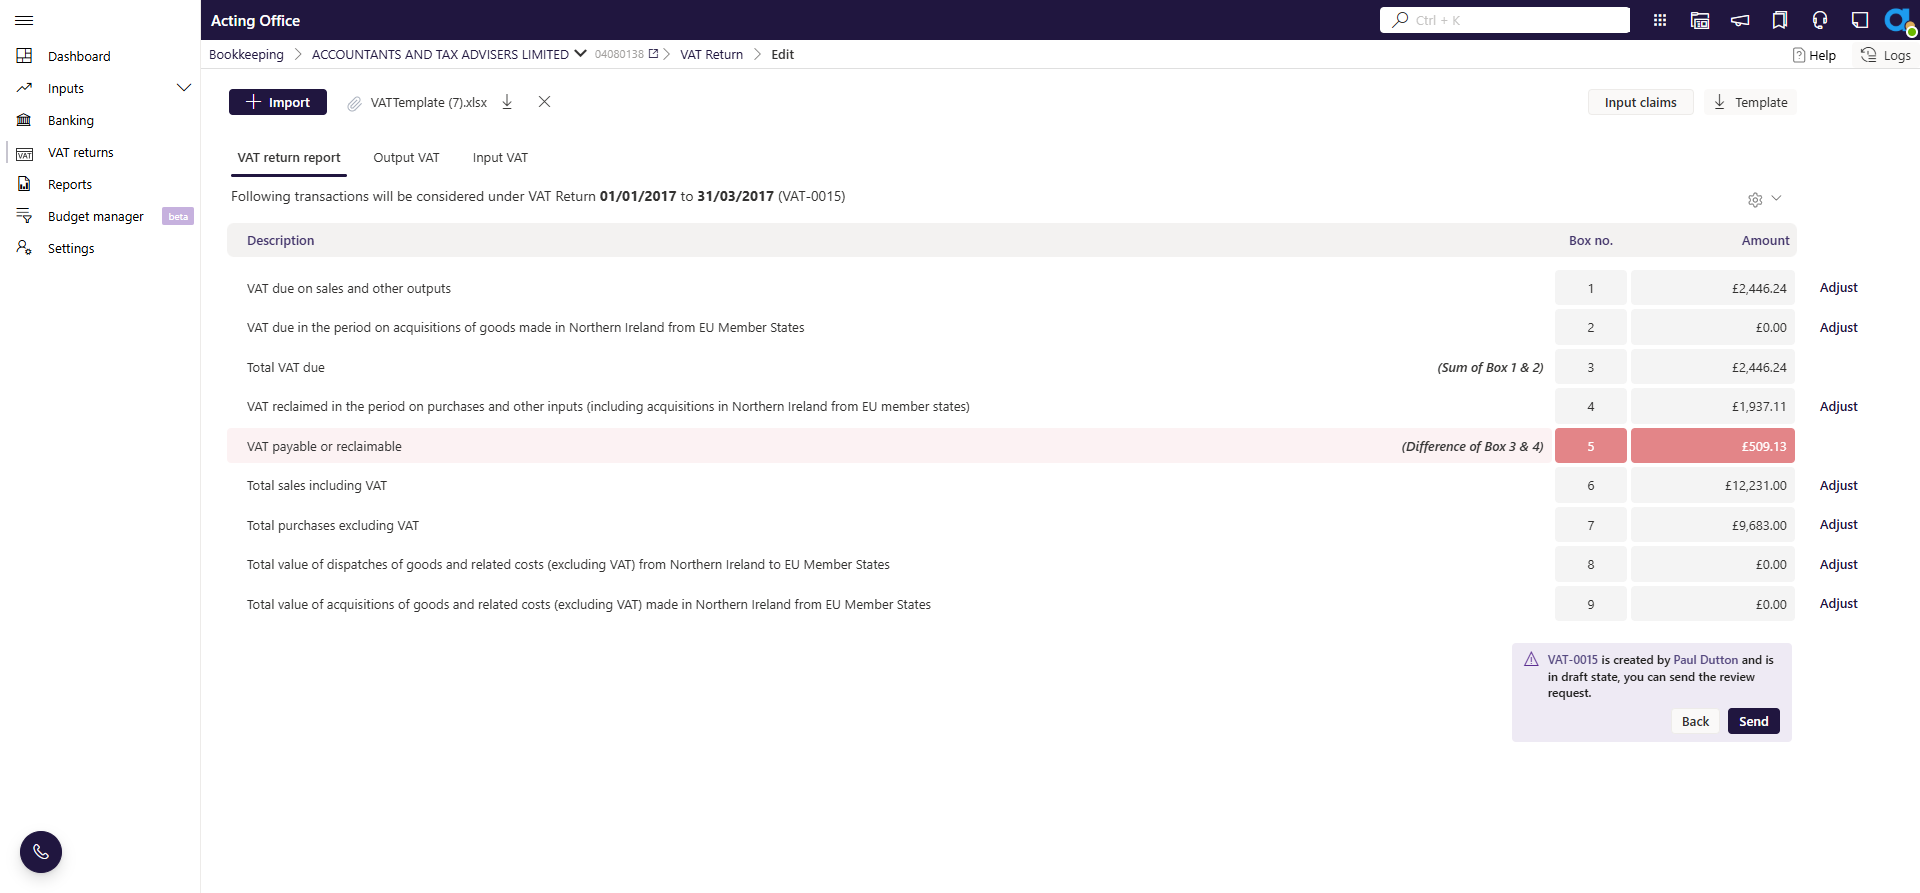 Acting Office
Ctrl + K
Dashboard
Inputs
Banking
VAT returns
Reports
Budget manager beta
Settings
Bookkeeping ACCOUNTANTS AND TAX ADVISERS LIMITED 04080138 VAT Return Edit
Help Logs
Import VATTemplate (7).xlsx Input claims Template
VAT return report Output VAT Input VAT
Following transactions will be considered under VAT Return 01/01/2017 to 31/03/2017 (VAT-0015)
Description Box no. Amount
VAT due on sales and other outputs 1 £2,446.24 Adjust
VAT due in the period on acquisitions of goods made in Northern Ireland from EU Member States 2 £0.00 Adjust
Total VAT due (Sum of Box 1 & 2) 3 £2,446.24
VAT reclaimed in the period on purchases and other inputs (including acquisitions in Northern Ireland from EU member states) 4 £1,937.11 Adjust
VAT payable or reclaimable (Difference of Box 3 & 4) 5 £509.13
Total sales including VAT 6 £12,231.00 Adjust
Total purchases excluding VAT 7 £9,683.00 Adjust
Total value of dispatches of goods and related costs (excluding VAT) from Northern Ireland to EU Member States 8 £0.00 Adjust
Total value of acquisitions of goods and related costs (excluding VAT) made in Northern Ireland from EU Member States 9 £0.00 Adjust
VAT-0015 is created by Paul Dutton and is
in draft state, you can send the review
request.
Back Send